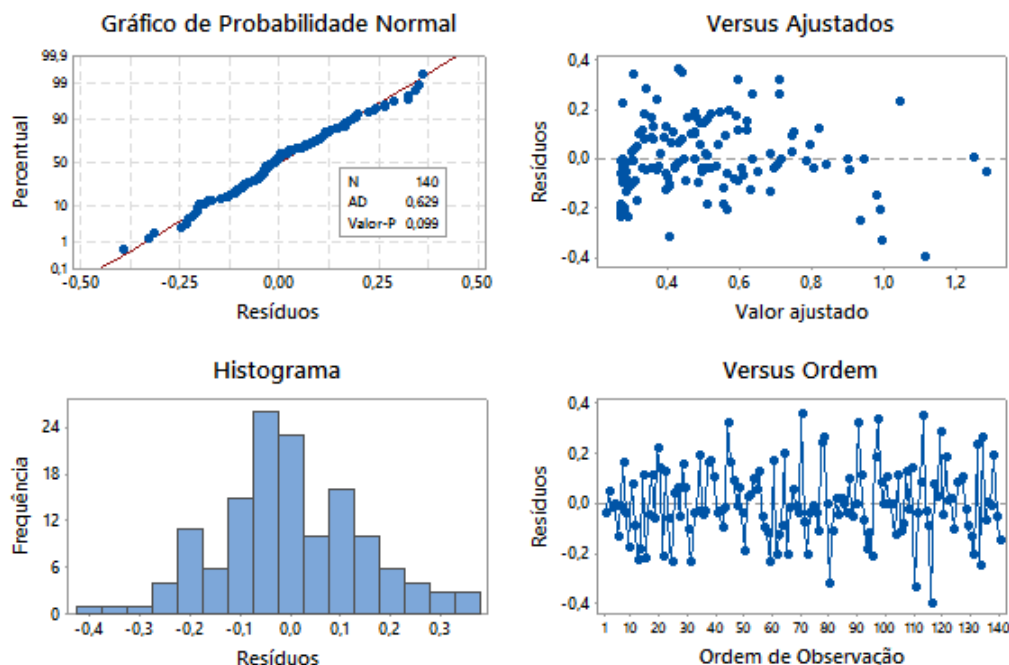 Gráfico de Probabilidade Normal
99,9
99
90
50
10
1
0,1
Percentual
N 140
AD 0,629
Valor-P 0,099
-0,50 -0,25 0,00 0,25 0,50
Resíduos
Versus Ajustados
0,4
0,2
0,0
-0,2
-0,4
Resíduos
0,4 0,6 0,8 1,0 1,2
Valor ajustado
Histograma
24
18
12
6
0
Frequência
-0,4 -0,3 -0,2 -0,1 0,0 0,1 0,2 0,3
Resíduos
Versus Ordem
0,4
0,2
0,0
-0,2
-0,4
Resíduos
1 10 20 30 40 50 60 70 80 90 100 110 120 130 140
Ordem de Observação